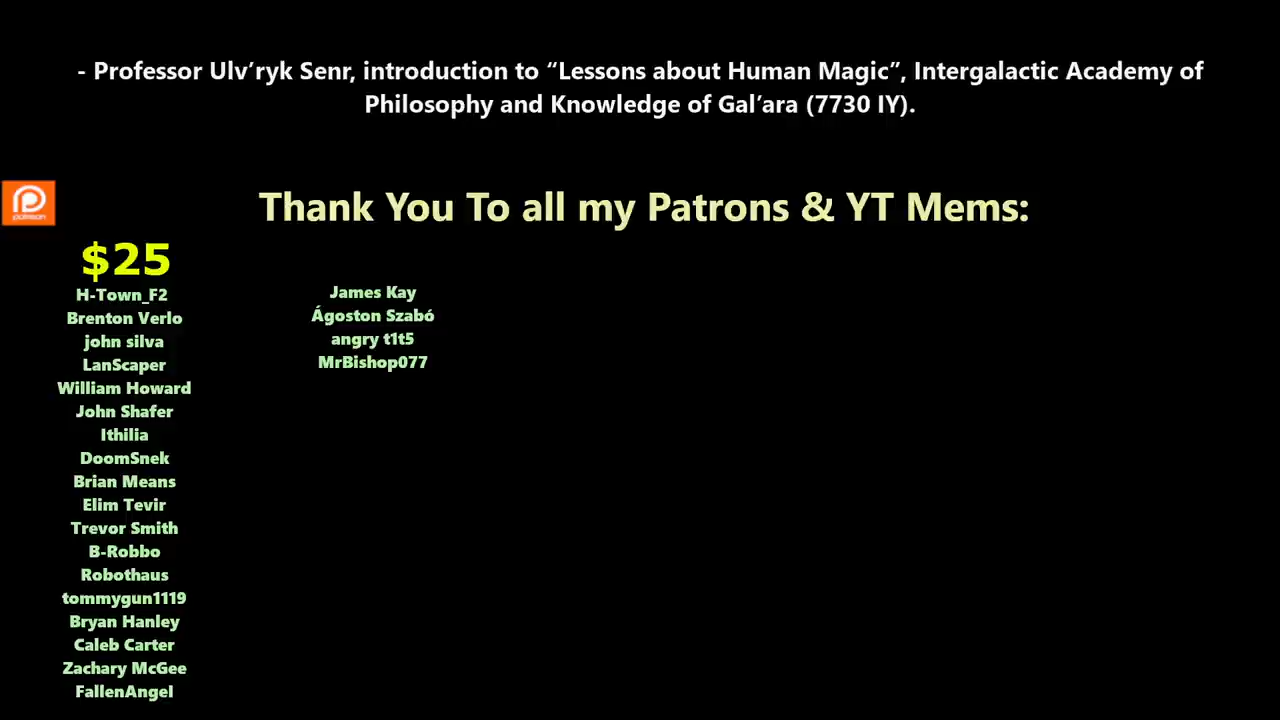 - Professor Ulv’ryk Senr, introduction to “Lessons about Human Magic”, Intergalactic Academy of
Philosophy and Knowledge of Gal’ara (7730 IY).
patreon
Thank You To all my Patrons & YT Mems:
$25
H-Town_F2
Brenton Verlo
john silva
LanScaper
William Howard
John Shafer
Ithilia
DoomSnek
Brian Means
Elim Tevir
Trevor Smith
B-Robbo
Robothaus
tommygun1119
Bryan Hanley
Caleb Carter
Zachary McGee
FallenAngel
James Kay
Ágoston Szabó
angry t1t5
MrBishop077